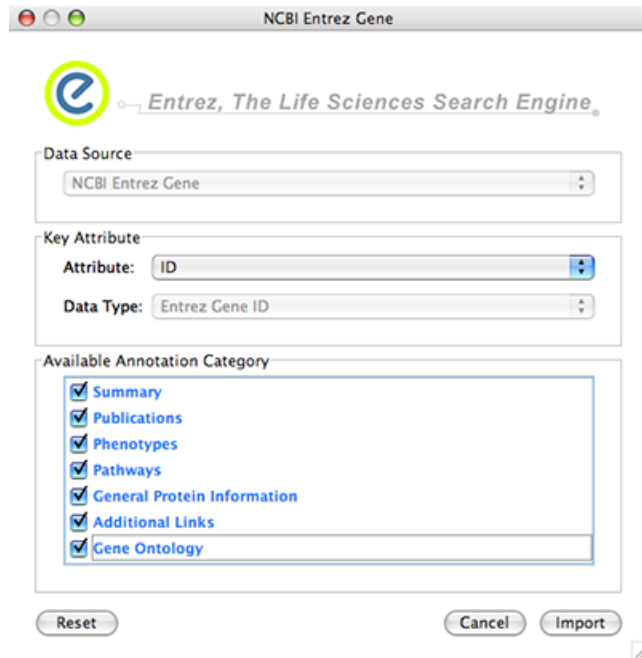 NCBI Entrez Gene
e Entrez, The Life Sciences Search Engine
Data Source
NCBI Entrez Gene
Key Attribute
Attribute: ID
Data Type: Entrez Gene ID
Available Annotation Category
Summary
Publications
Phenotypes
Pathways
General Protein Information
Additional Links
Gene Ontology
Reset Cancel Import